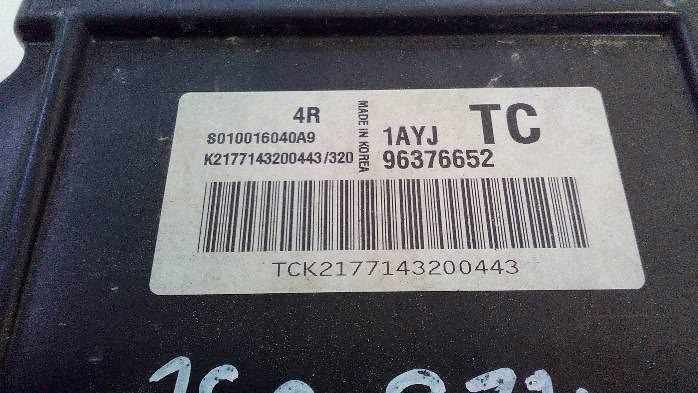 4R
S010016040A9
K2177143200443/320
MADE IN KOREA
1AYJ TC
96376652
TCK2177143200443